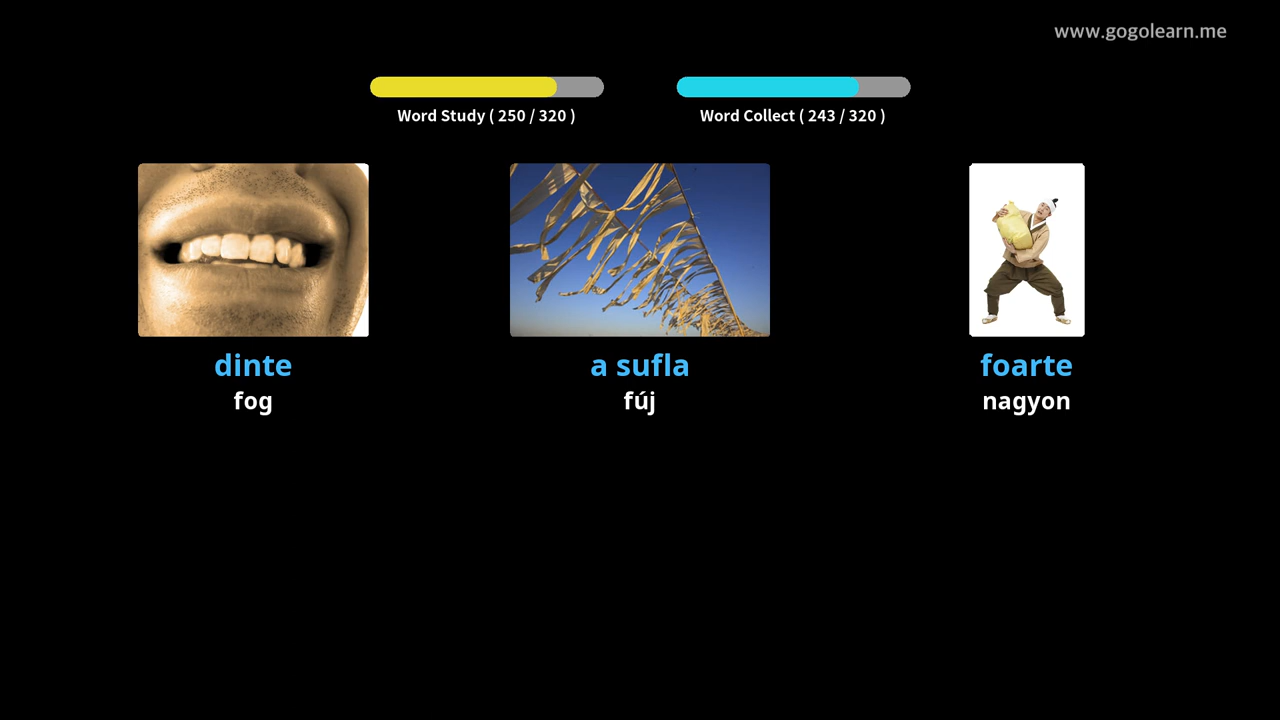 www.gogolearn.me
Word Study ( 250 / 320 )
Word Collect ( 243 / 320 )
dinte
fog
a sufla
fúj
foarte
nagyon